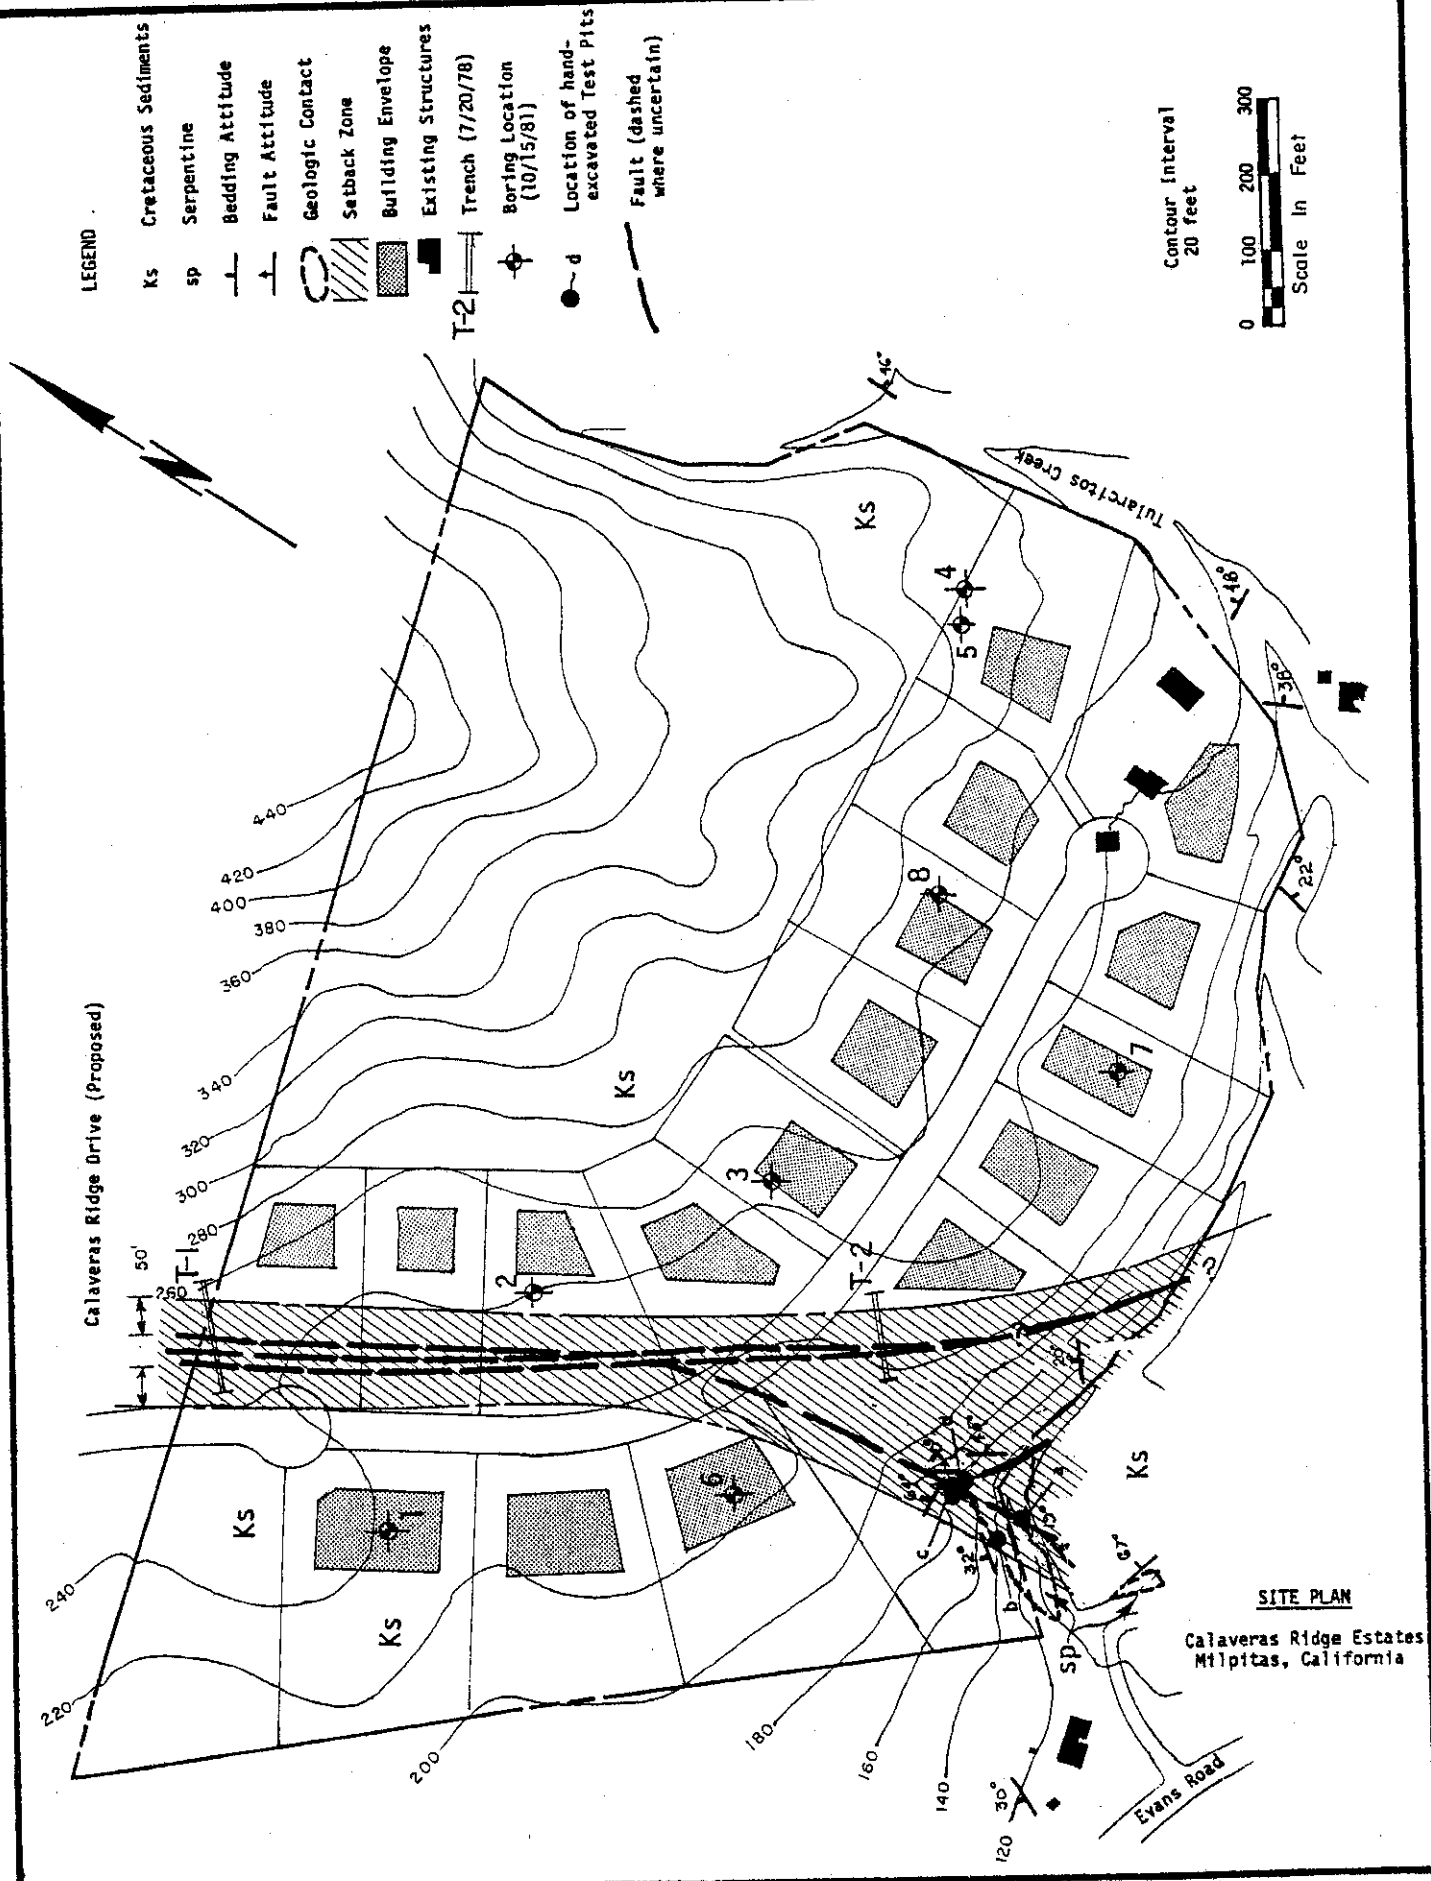 LEGEND
Ks Cretaceous Sediments
sp Serpentine
Bedding Attitude
Fault Attitude
Geologic Contact
Setback Zone
Building Envelope
Existing Structures
T-2 Trench (7/20/78)
Boring Location
(10/15/81)
d Location of hand-
excavated Test Pits
Fault (dashed
where uncertain)
Contour Interval
20 feet
0 100 200 300
Scale In Feet
Calaveras Ridge Drive (Proposed)
50'
T-1
T-2
440
420
400
380
360
340
320
300
280
260
240
220
200
180
160
140
120
Ks
Ks
Ks
Ks
Ks
sp
1
2
3
4
5
6
7
8
46°
48°
38°
22°
67°
32°
30°
64°
c
b
?
?
Tularcitos Creek
Evans Road
SITE PLAN
Calaveras Ridge Estates
Milpitas, California